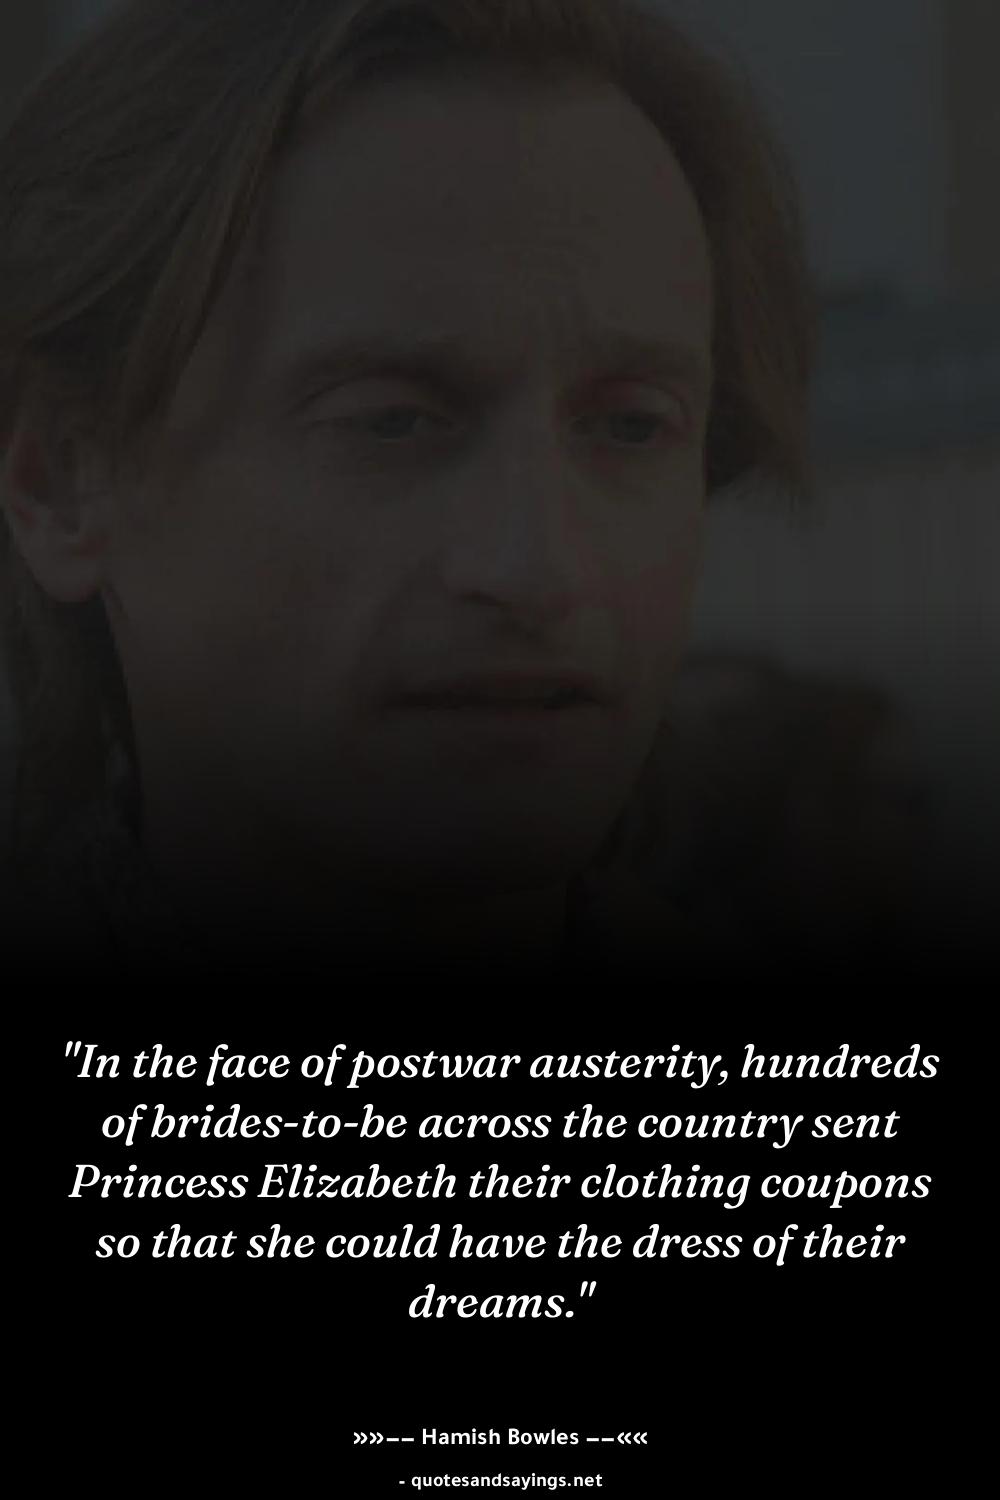 "In the face of postwar austerity, hundreds
of brides-to-be across the country sent
Princess Elizabeth their clothing coupons
so that she could have the dress of their
dreams."
»»–– Hamish Bowles ––««
- quotesandsayings.net